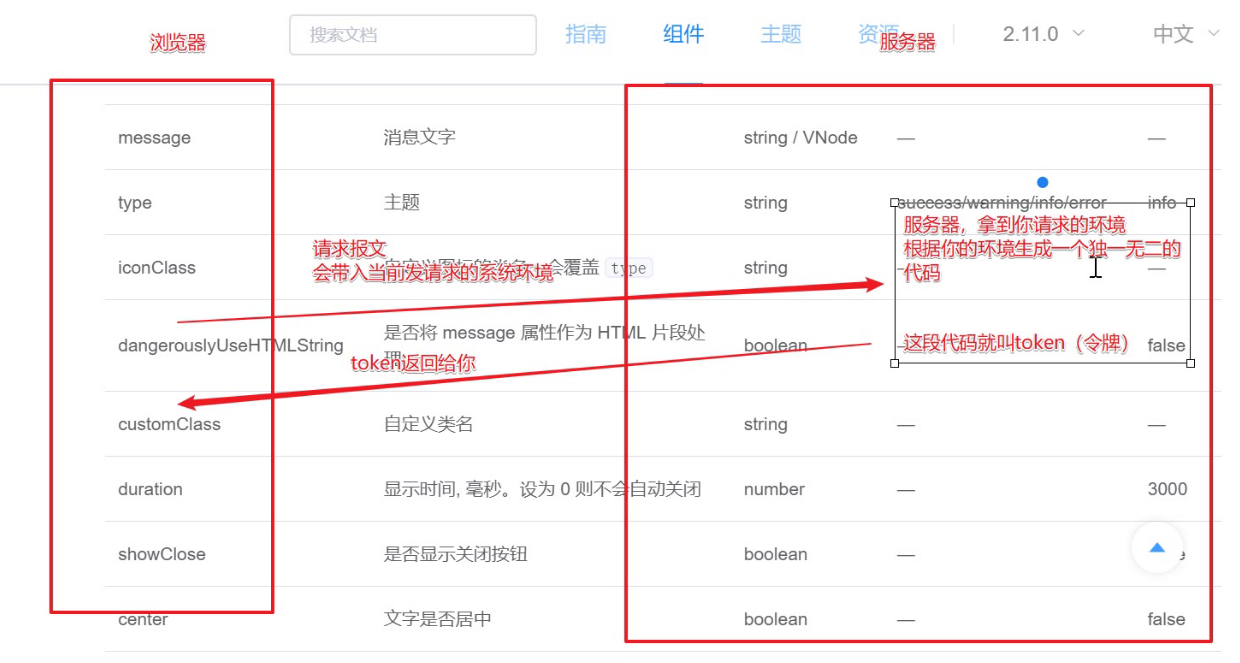 浏览器
搜索文档
指南
组件
主题
资源
服务器
2.11.0
中文
message 消息文字 string / VNode — —
type 主题 string success/warning/info/error info
服务器，拿到你请求的环境
根据你的环境生成一个独一无二的
代码
请求报文
会带入当前发请求的系统环境
iconClass 会覆盖 type string —
dangerouslyUseHTMLString 是否将 message 属性作为 HTML 片段处
理 boolean — false
这段代码就叫token（令牌）
token返回给你
customClass 自定义类名 string — —
duration 显示时间, 毫秒。设为 0 则不会自动关闭 number — 3000
showClose 是否显示关闭按钮 boolean —
center 文字是否居中 boolean — false